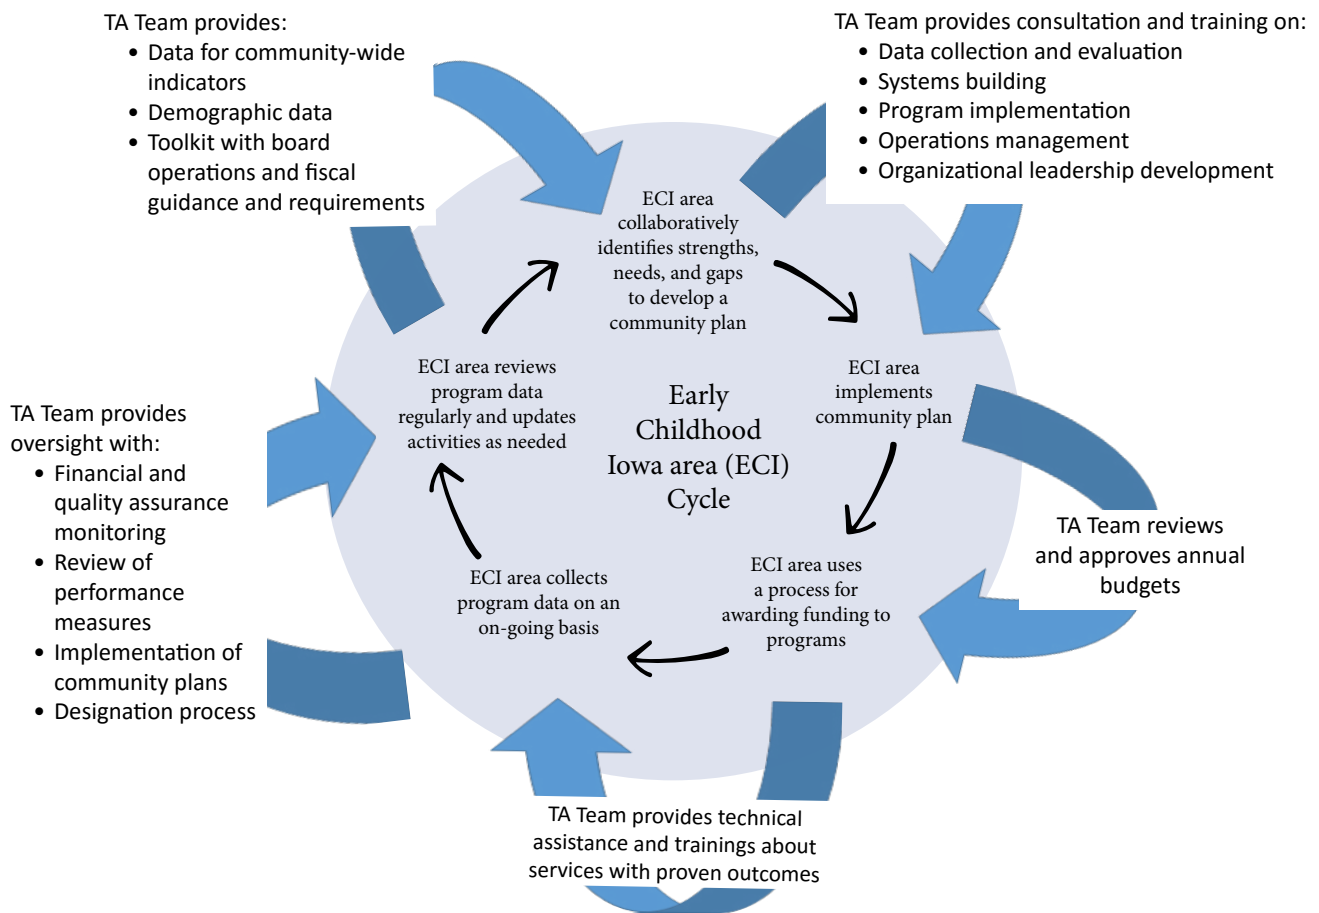 TA Team provides:
• Data for community-wide
indicators
• Demographic data
• Toolkit with board
operations and fiscal
guidance and requirements
TA Team provides consultation and training on:
• Data collection and evaluation
• Systems building
• Program implementation
• Operations management
• Organizational leadership development
ECI area
collaboratively
identifies strengths,
needs, and gaps
to develop a
community plan
ECI area
implements
community plan
ECI area reviews
program data
regularly and updates
activities as needed
Early
Childhood
Iowa area (ECI)
Cycle
TA Team provides
oversight with:
• Financial and
quality assurance
monitoring
• Review of
performance
measures
• Implementation of
community plans
• Designation process
TA Team reviews
and approves annual
budgets
ECI area uses
a process for
awarding funding to
programs
ECI area collects
program data on an
on-going basis
TA Team provides technical
assistance and trainings about
services with proven outcomes